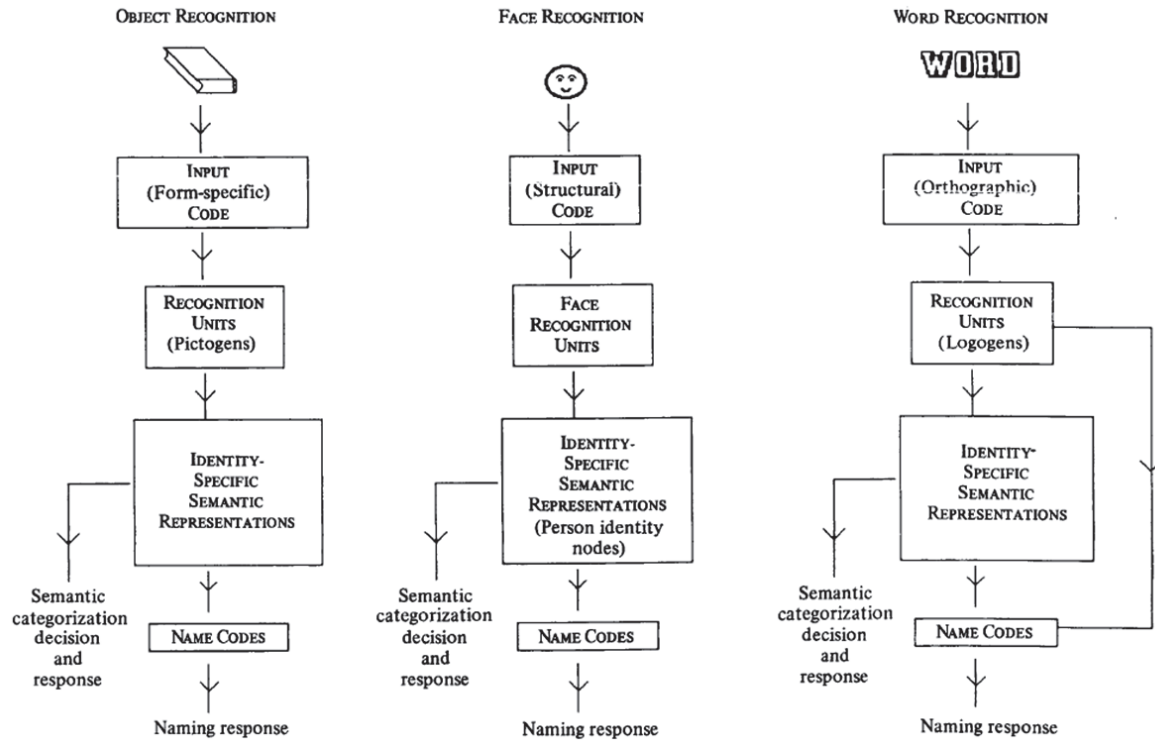 OBJECT RECOGNITION
INPUT
(Form-specific)
CODE
RECOGNITION
UNITS
(Pictogens)
IDENTITY-
SPECIFIC
SEMANTIC
REPRESENTATIONS
Semantic
categorization
decision
and
response
NAME CODES
Naming response
FACE RECOGNITION
INPUT
(Structural)
CODE
FACE
RECOGNITION
UNITS
IDENTITY-
SPECIFIC
SEMANTIC
REPRESENTATIONS
(Person identity
nodes)
Semantic
categorization
decision
and
response
NAME CODES
Naming response
WORD RECOGNITION
WORD
INPUT
(Orthographic)
CODE
RECOGNITION
UNITS
(Logogens)
IDENTITY-
SPECIFIC
SEMANTIC
REPRESENTATIONS
Semantic
categorization
decision
and
response
NAME CODES
Naming response